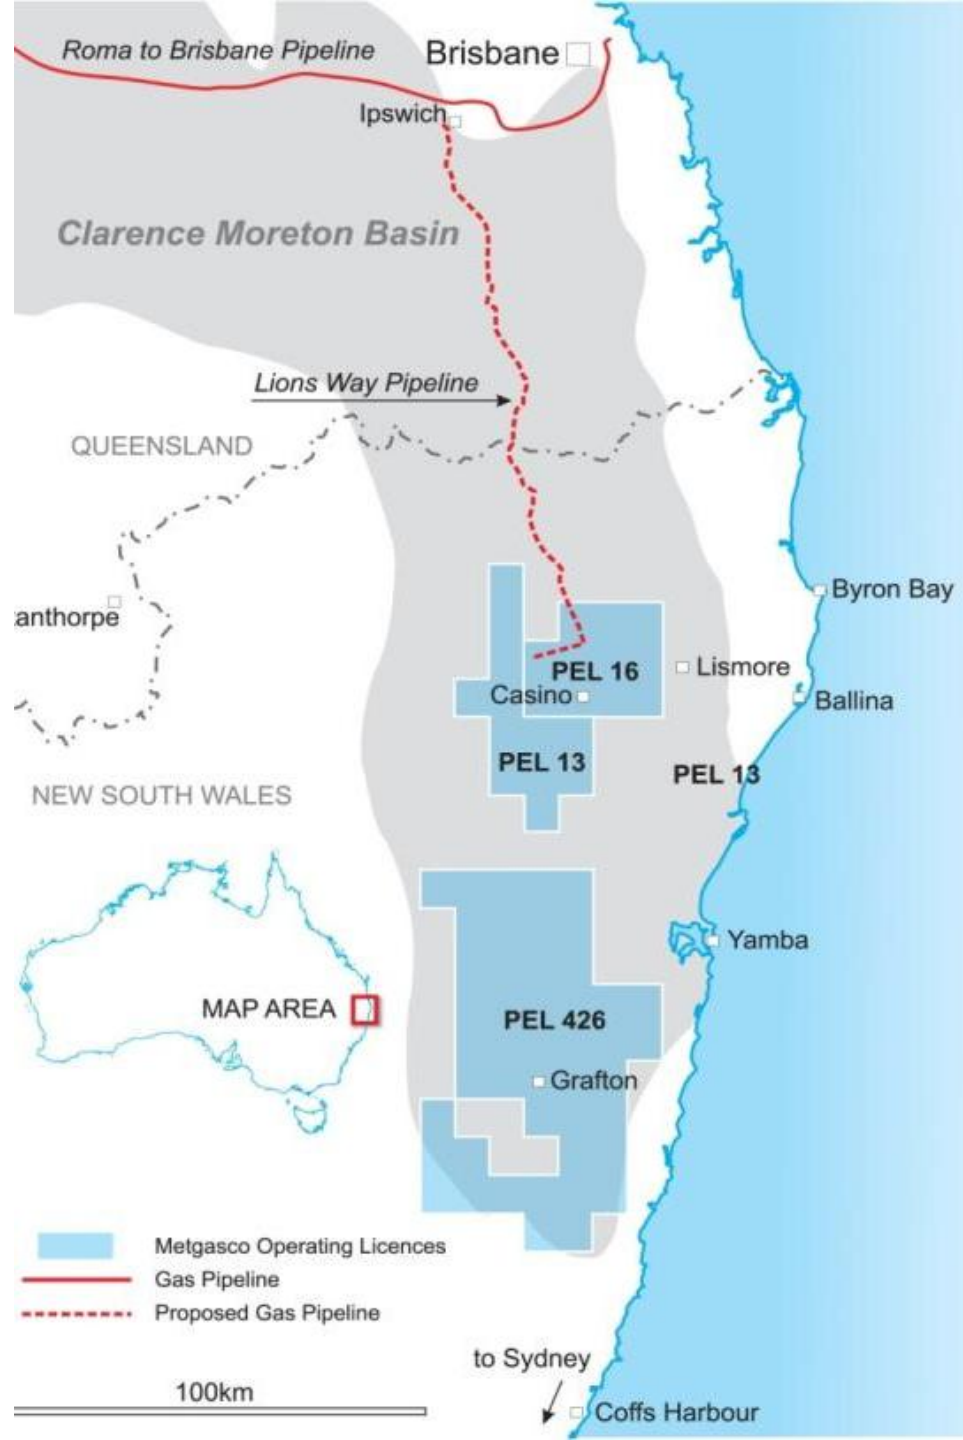 Roma to Brisbane Pipeline
Brisbane
Ipswich
Clarence Moreton Basin
Lions Way Pipeline
QUEENSLAND
Byron Bay
anthorpe
Lismore
PEL 16
Casino
Ballina
PEL 13
PEL 13
NEW SOUTH WALES
Yamba
MAP AREA
PEL 426
Grafton
Metgasco Operating Licences
Gas Pipeline
Proposed Gas Pipeline
to Sydney
100km
Coffs Harbour